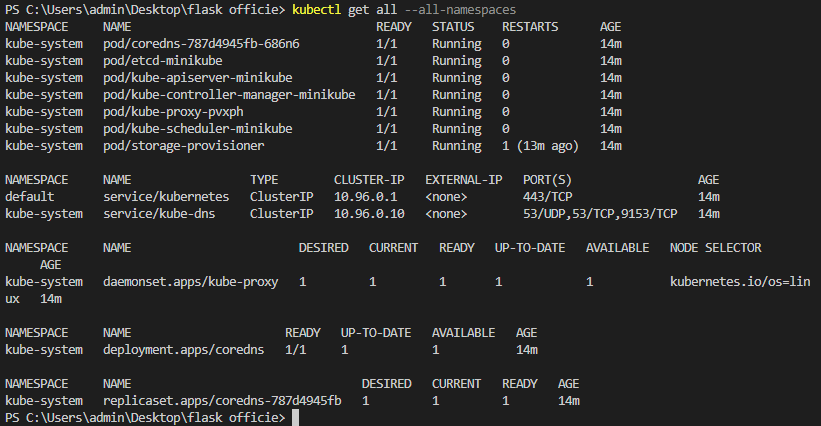 PS C:\Users\admin\Desktop\flask officie> kubectl get all --all-namespaces
NAMESPACE     NAME                                   READY   STATUS    RESTARTS      AGE
kube-system   pod/coredns-787d4945fb-686n6           1/1     Running   0             14m
kube-system   pod/etcd-minikube                      1/1     Running   0             14m
kube-system   pod/kube-apiserver-minikube            1/1     Running   0             14m
kube-system   pod/kube-controller-manager-minikube   1/1     Running   0             14m
kube-system   pod/kube-proxy-pvxph                   1/1     Running   0             14m
kube-system   pod/kube-scheduler-minikube            1/1     Running   0             14m
kube-system   pod/storage-provisioner                1/1     Running   1 (13m ago)   14m
NAMESPACE     NAME                 TYPE        CLUSTER-IP   EXTERNAL-IP   PORT(S)                  AGE
default       service/kubernetes   ClusterIP   10.96.0.1    <none>        443/TCP                  14m
kube-system   service/kube-dns     ClusterIP   10.96.0.10   <none>        53/UDP,53/TCP,9153/TCP   14m
NAMESPACE     NAME                        DESIRED   CURRENT   READY   UP-TO-DATE   AVAILABLE   NODE SELECTOR
     AGE
kube-system   daemonset.apps/kube-proxy   1         1         1       1            1           kubernetes.io/os=lin
ux   14m
NAMESPACE     NAME                      READY   UP-TO-DATE   AVAILABLE   AGE
kube-system   deployment.apps/coredns   1/1     1            1           14m
NAMESPACE     NAME                                 DESIRED   CURRENT   READY   AGE
kube-system   replicaset.apps/coredns-787d4945fb   1         1         1       14m
PS C:\Users\admin\Desktop\flask officie>